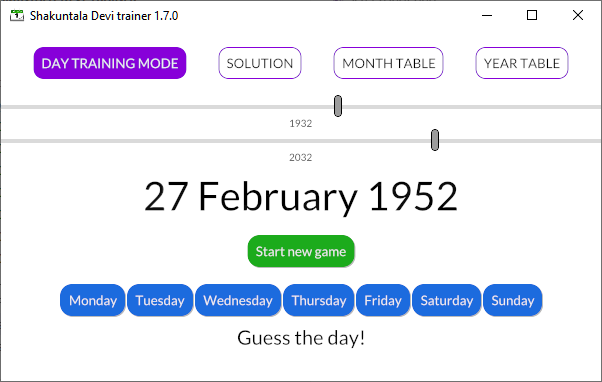 Shakuntala Devi trainer 1.7.0
DAY TRAINING MODE SOLUTION MONTH TABLE YEAR TABLE
1932
2032
27 February 1952
Start new game
Monday Tuesday Wednesday Thursday Friday Saturday Sunday
Guess the day!